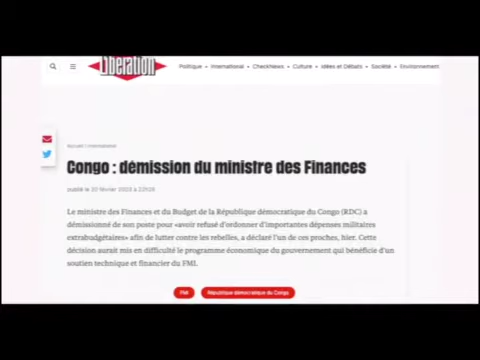 Libération
Politique • International • CheckNews • Culture • Idées et Débats • Société • Environnement
Accueil / International
Congo : démission du ministre des Finances
Le ministre des Finances et du Budget de la République démocratique du Congo (RDC) a
démissionné de son poste pour «avoir refusé d'ordonner d'importantes dépenses militaires
extrabudgétaires» afin de lutter contre les rebelles, a déclaré l'un de ces proches, hier. Cette
décision aurait mis en difficulté le programme économique du gouvernement qui bénéficie d'un
soutien technique et financier du FMI.
FMI
République démocratique du Congo